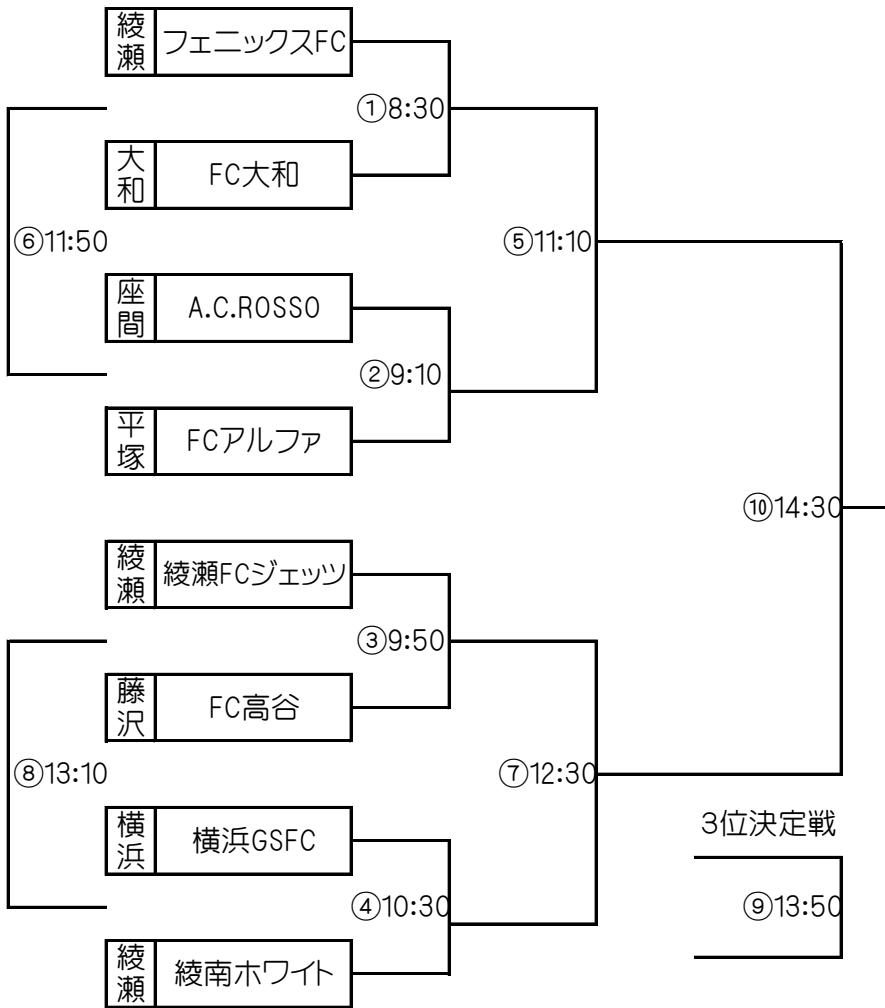 綾瀬 フェニックスFC
①8:30
大和 FC大和
⑥11:50
⑤11:10
座間 A.C.ROSSO
②9:10
平塚 FCアルファ
⑩14:30
綾瀬 綾瀬FCジェッツ
③9:50
藤沢 FC高谷
⑧13:10
⑦12:30
横浜 横浜GSFC
3位決定戦
④10:30
⑨13:50
綾瀬 綾南ホワイト